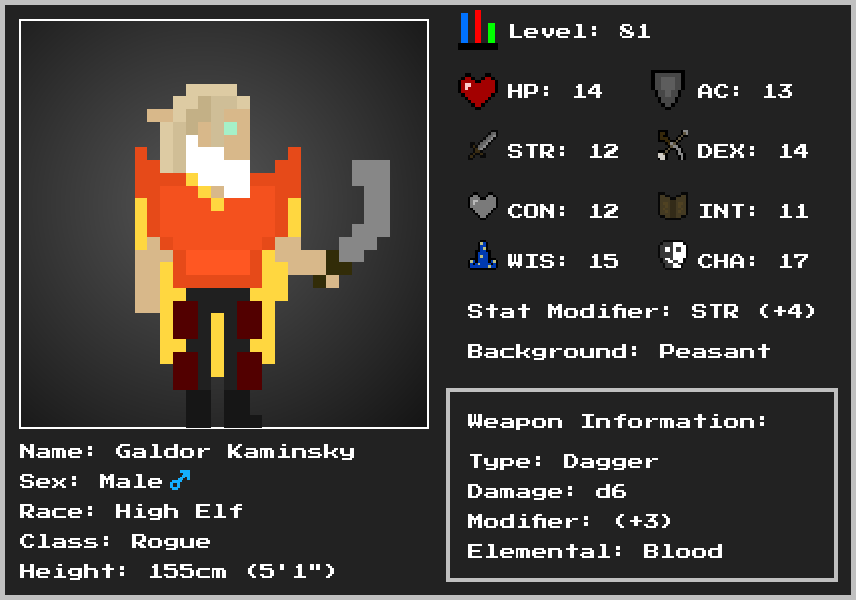 Level: 81
HP: 14
AC: 13
STR: 12
DEX: 14
CON: 12
INT: 11
WIS: 15
CHA: 17
Stat Modifier: STR (+4)
Background: Peasant
Weapon Information:
Type: Dagger
Damage: d6
Modifier: (+3)
Elemental: Blood
Name: Galdor Kaminsky
Sex: Male♂
Race: High Elf
Class: Rogue
Height: 155cm (5'1")